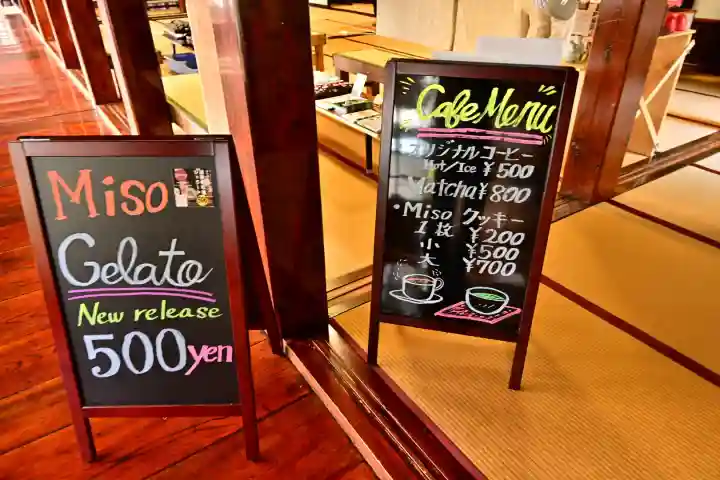 Miso
Gelato
New release
500yen
Cafe Menu
オリジナルコーヒー
Hot/Ice ¥500
Matcha ¥800
・Miso クッキー
1枚 ¥200
小 ¥500
大 ¥700